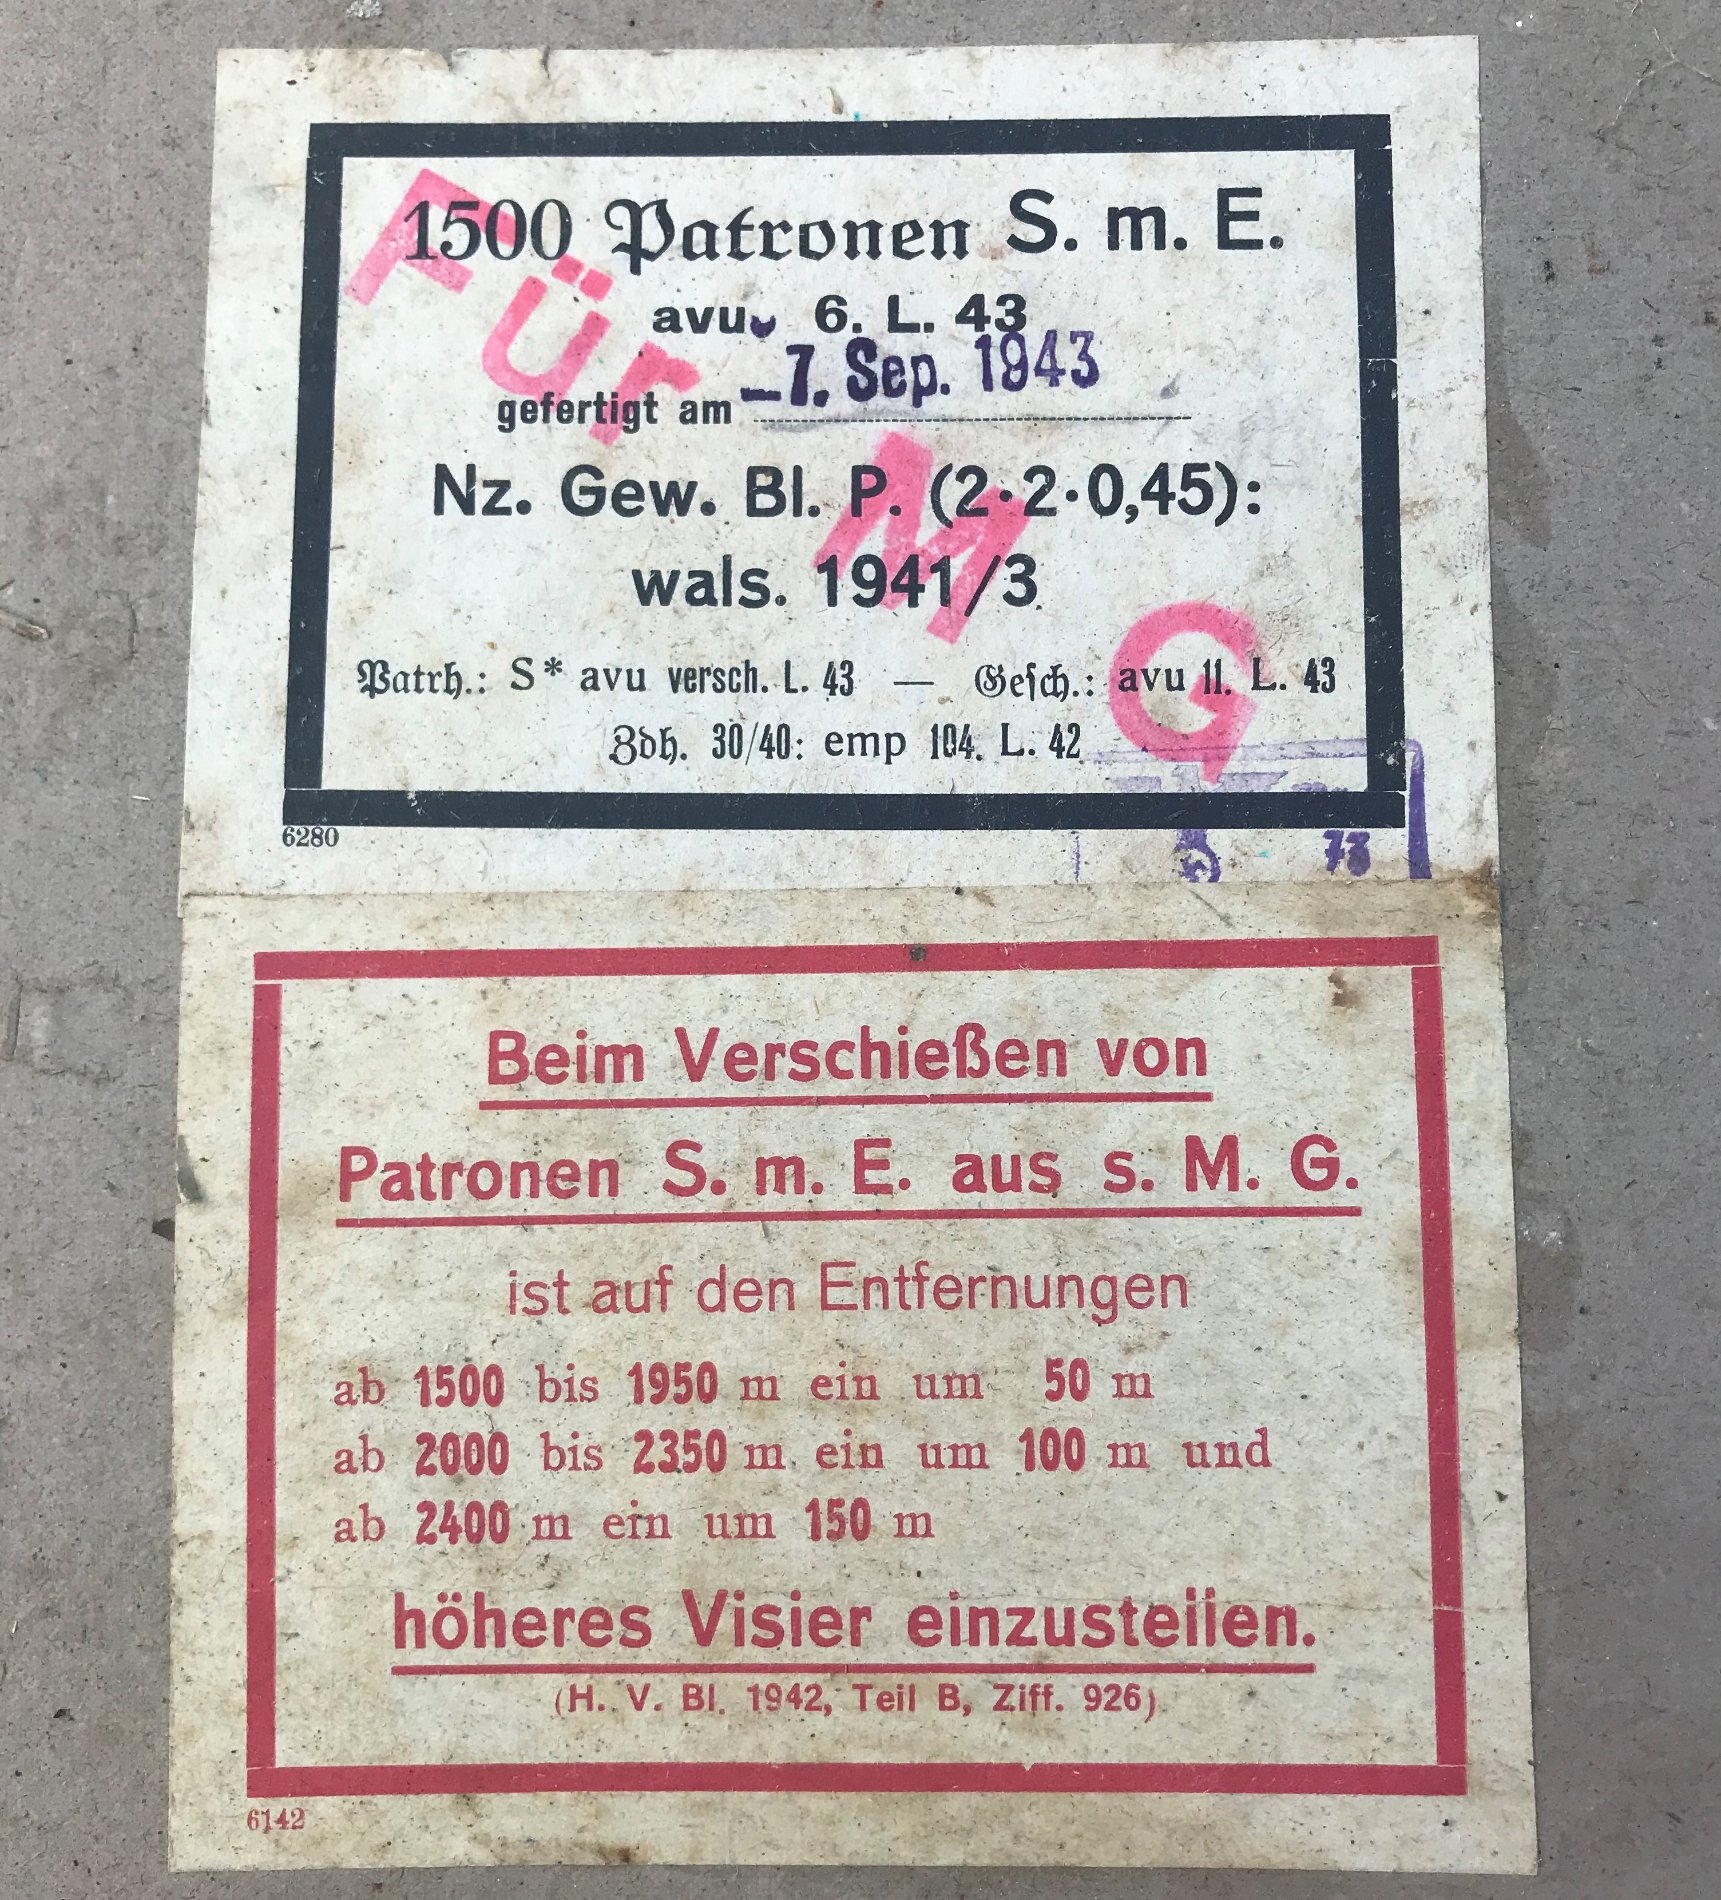 1500 Patronen S. m. E.
avu. 6. L. 43
gefertigt am -7. Sep. 1943
Nz. Gew. Bl. P. (2·2·0,45):
wals. 1941/3
Patrh.: S* avu versch. L. 43 — Gesch.: avu 11. L. 43
Zdh. 30/40: emp 104. L. 42
Für M G
6280
73
Beim Verschießen von
Patronen S. m. E. aus s. M. G.
ist auf den Entfernungen
ab 1500 bis 1950 m ein um 50 m
ab 2000 bis 2350 m ein um 100 m und
ab 2400 m ein um 150 m
höheres Visier einzustellen.
(H. V. Bl. 1942, Teil B, Ziff. 926)
6142